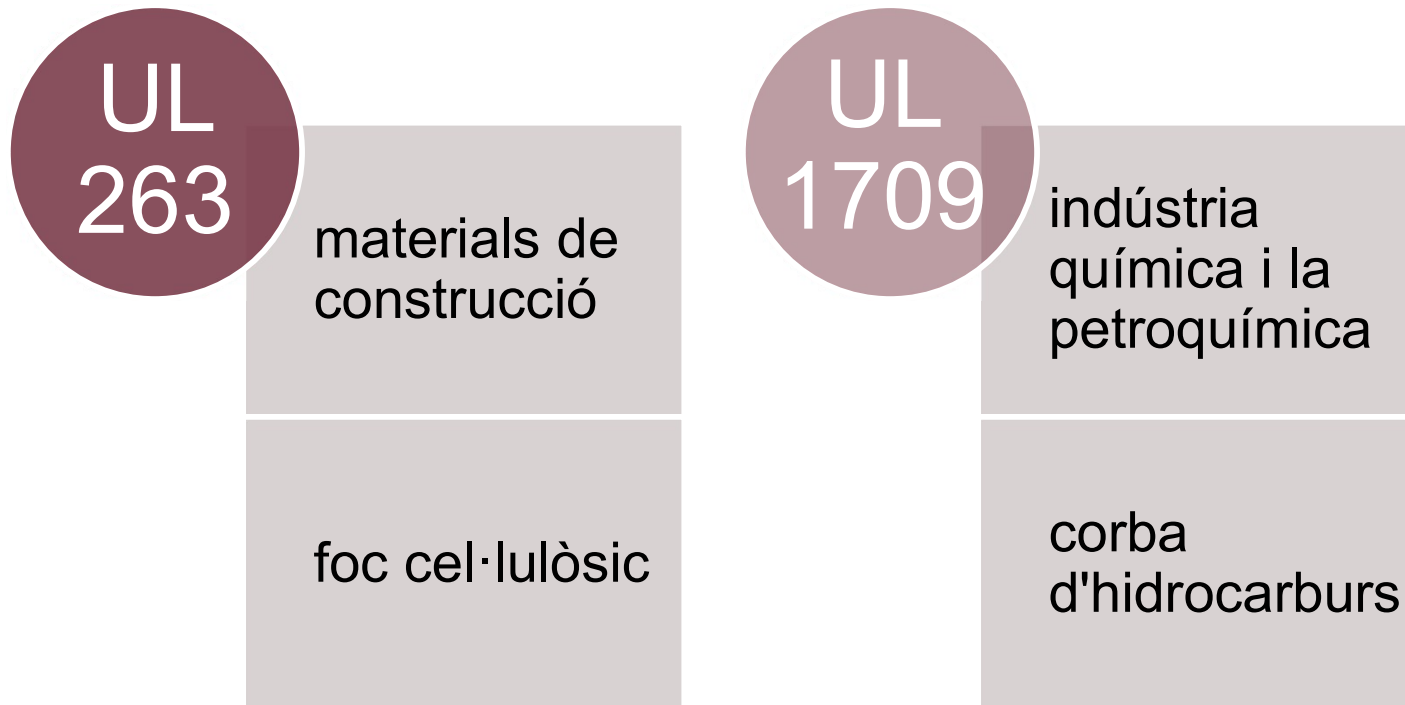 UL
263
materials de
construcció
foc cel·lulòsic
UL
1709
indústria
química i la
petroquímica
corba
d'hidrocarburs